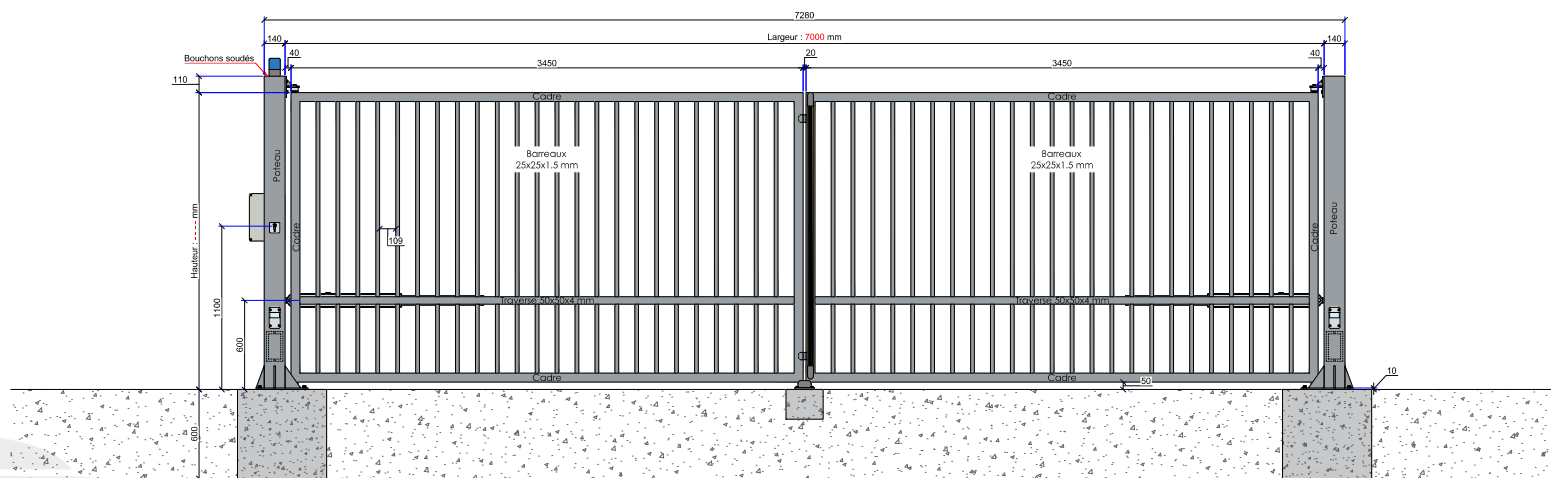 7280
140
Largeur : 7000 mm
140
Bouchons soudés
40
3450
20
3450
40
110
Cadre
Cadre
Poteau
Barreaux
25x25x1.5 mm
Barreaux
25x25x1.5 mm
Poteau
Hauteur : ---- mm
Cadre
109
Cadre
1100
600
Traverse 50x50x4 mm
Traverse 50x50x4 mm
Cadre
Cadre
50
10
600